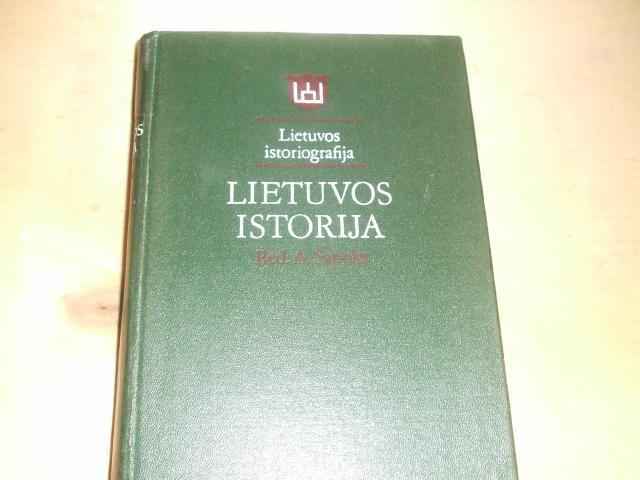 Lietuvos
istoriografija
LIETUVOS
ISTORIJA
Red. A. Šapoka